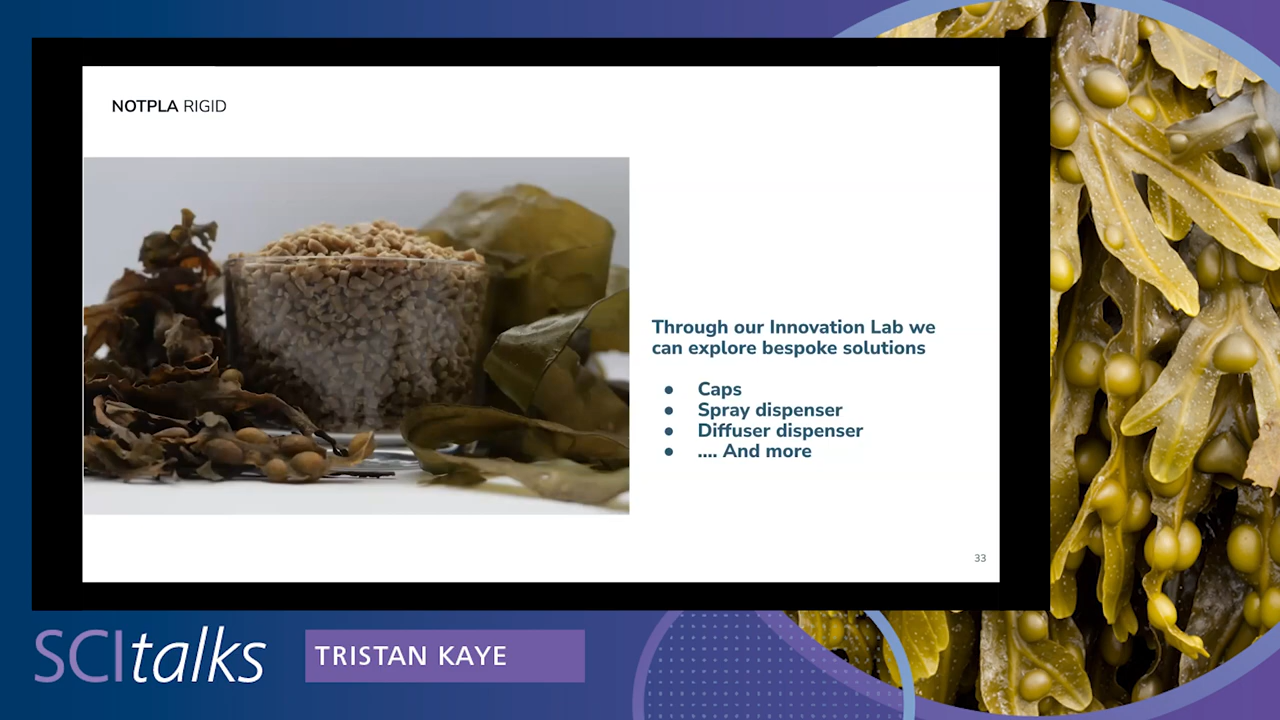 NOTPLA RIGID
Through our Innovation Lab we
can explore bespoke solutions
● Caps
● Spray dispenser
● Diffuser dispenser
● .... And more
33
SCItalks
TRISTAN KAYE